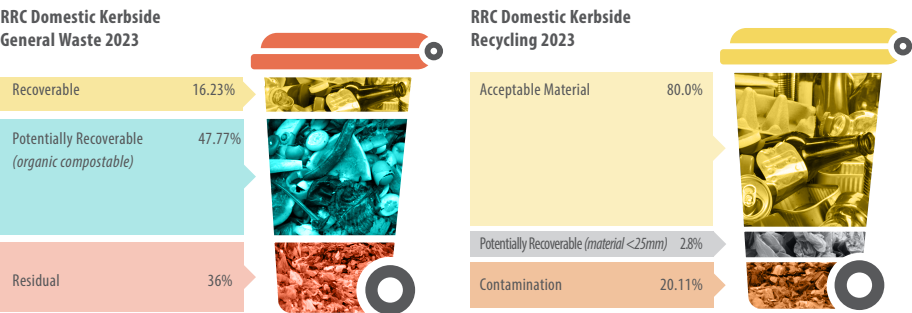 RRC Domestic Kerbside
General Waste 2023
Recoverable 16.23%
Potentially Recoverable 47.77%
(organic compostable)
Residual 36%
RRC Domestic Kerbside
Recycling 2023
Acceptable Material 80.0%
Potentially Recoverable (material <25mm) 2.8%
Contamination 20.11%